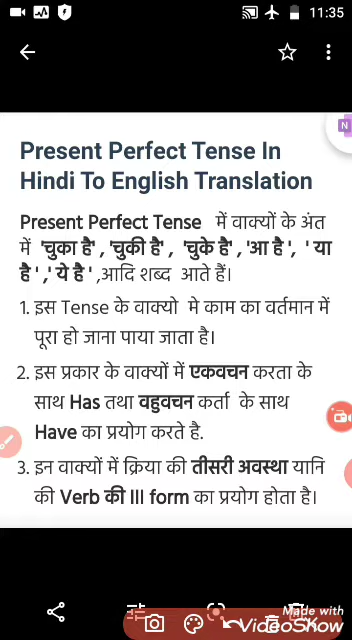 11:35
Present Perfect Tense In
Hindi To English Translation
Present Perfect Tense में वाक्यों के अंत
में 'चुका है' , 'चुकी है' , 'चुके है' , 'आ है ', ' या
है ' ,' ये है ' ,आदि शब्द आते हैं।
1. इस Tense के वाक्यो मे काम का वर्तमान में
पूरा हो जाना पाया जाता है।
2. इस प्रकार के वाक्यों में एकवचन करता के
साथ Has तथा वहुवचन कर्ता के साथ
Have का प्रयोग करते है.
3. इन वाक्यों में क्रिया की तीसरी अवस्था यानि
की Verb की III form का प्रयोग होता है।
Made with
VideoShow